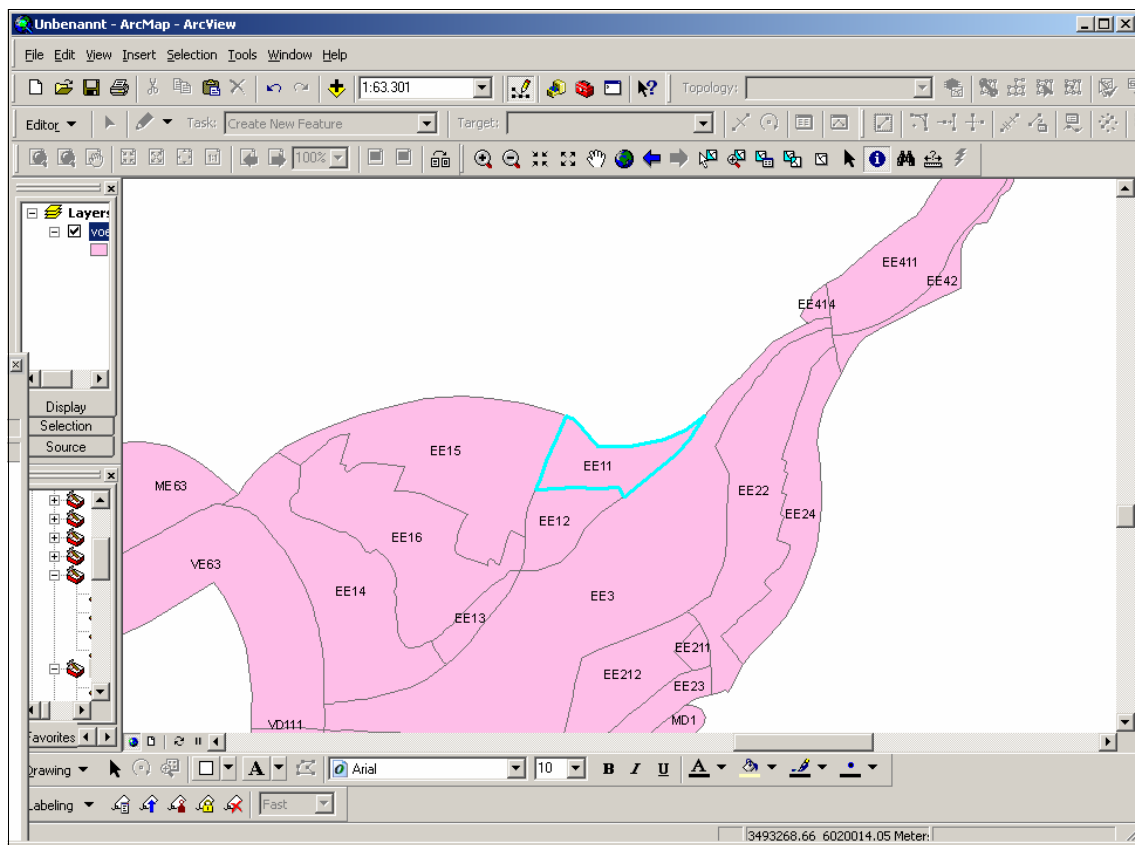 Unbenannt - ArcMap - ArcView
File Edit View Insert Selection Tools Window Help
1:63.301 Topology:
Editor Task: Create New Feature Target:
100%
Layers
voe
Display
Selection
Source
Favorites
EE411
EE42
EE414
EE15
EE11
ME63
EE22
EE12
EE24
EE16
VE63
EE14
EE3
EE13
EE211
EE212
EE23
MD1
VD111
Drawing A Arial 10 B I U A
Labeling Fast
3493268.66 6020014.05 Meters